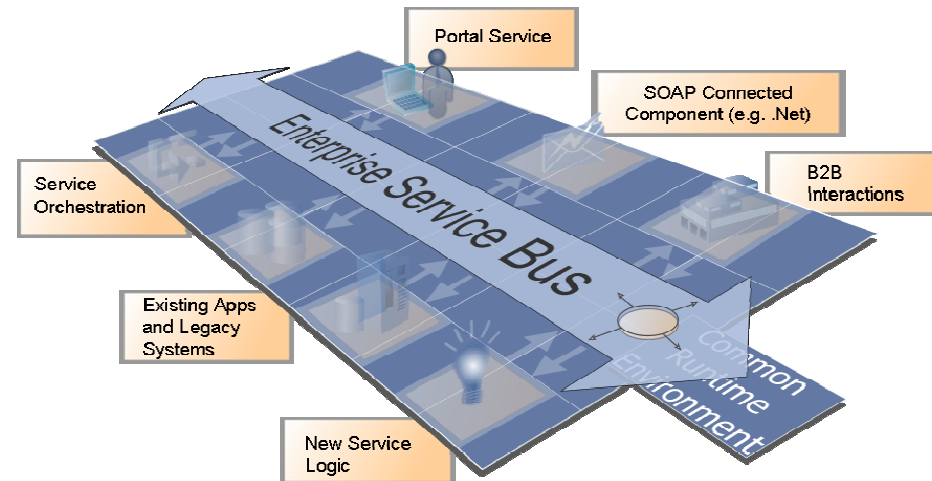 Portal Service
SOAP Connected
Component (e.g. .Net)
B2B
Interactions
Service
Orchestration
Enterprise Service Bus
Existing Apps
and Legacy
Systems
Common
Runtime
Environment
New Service
Logic